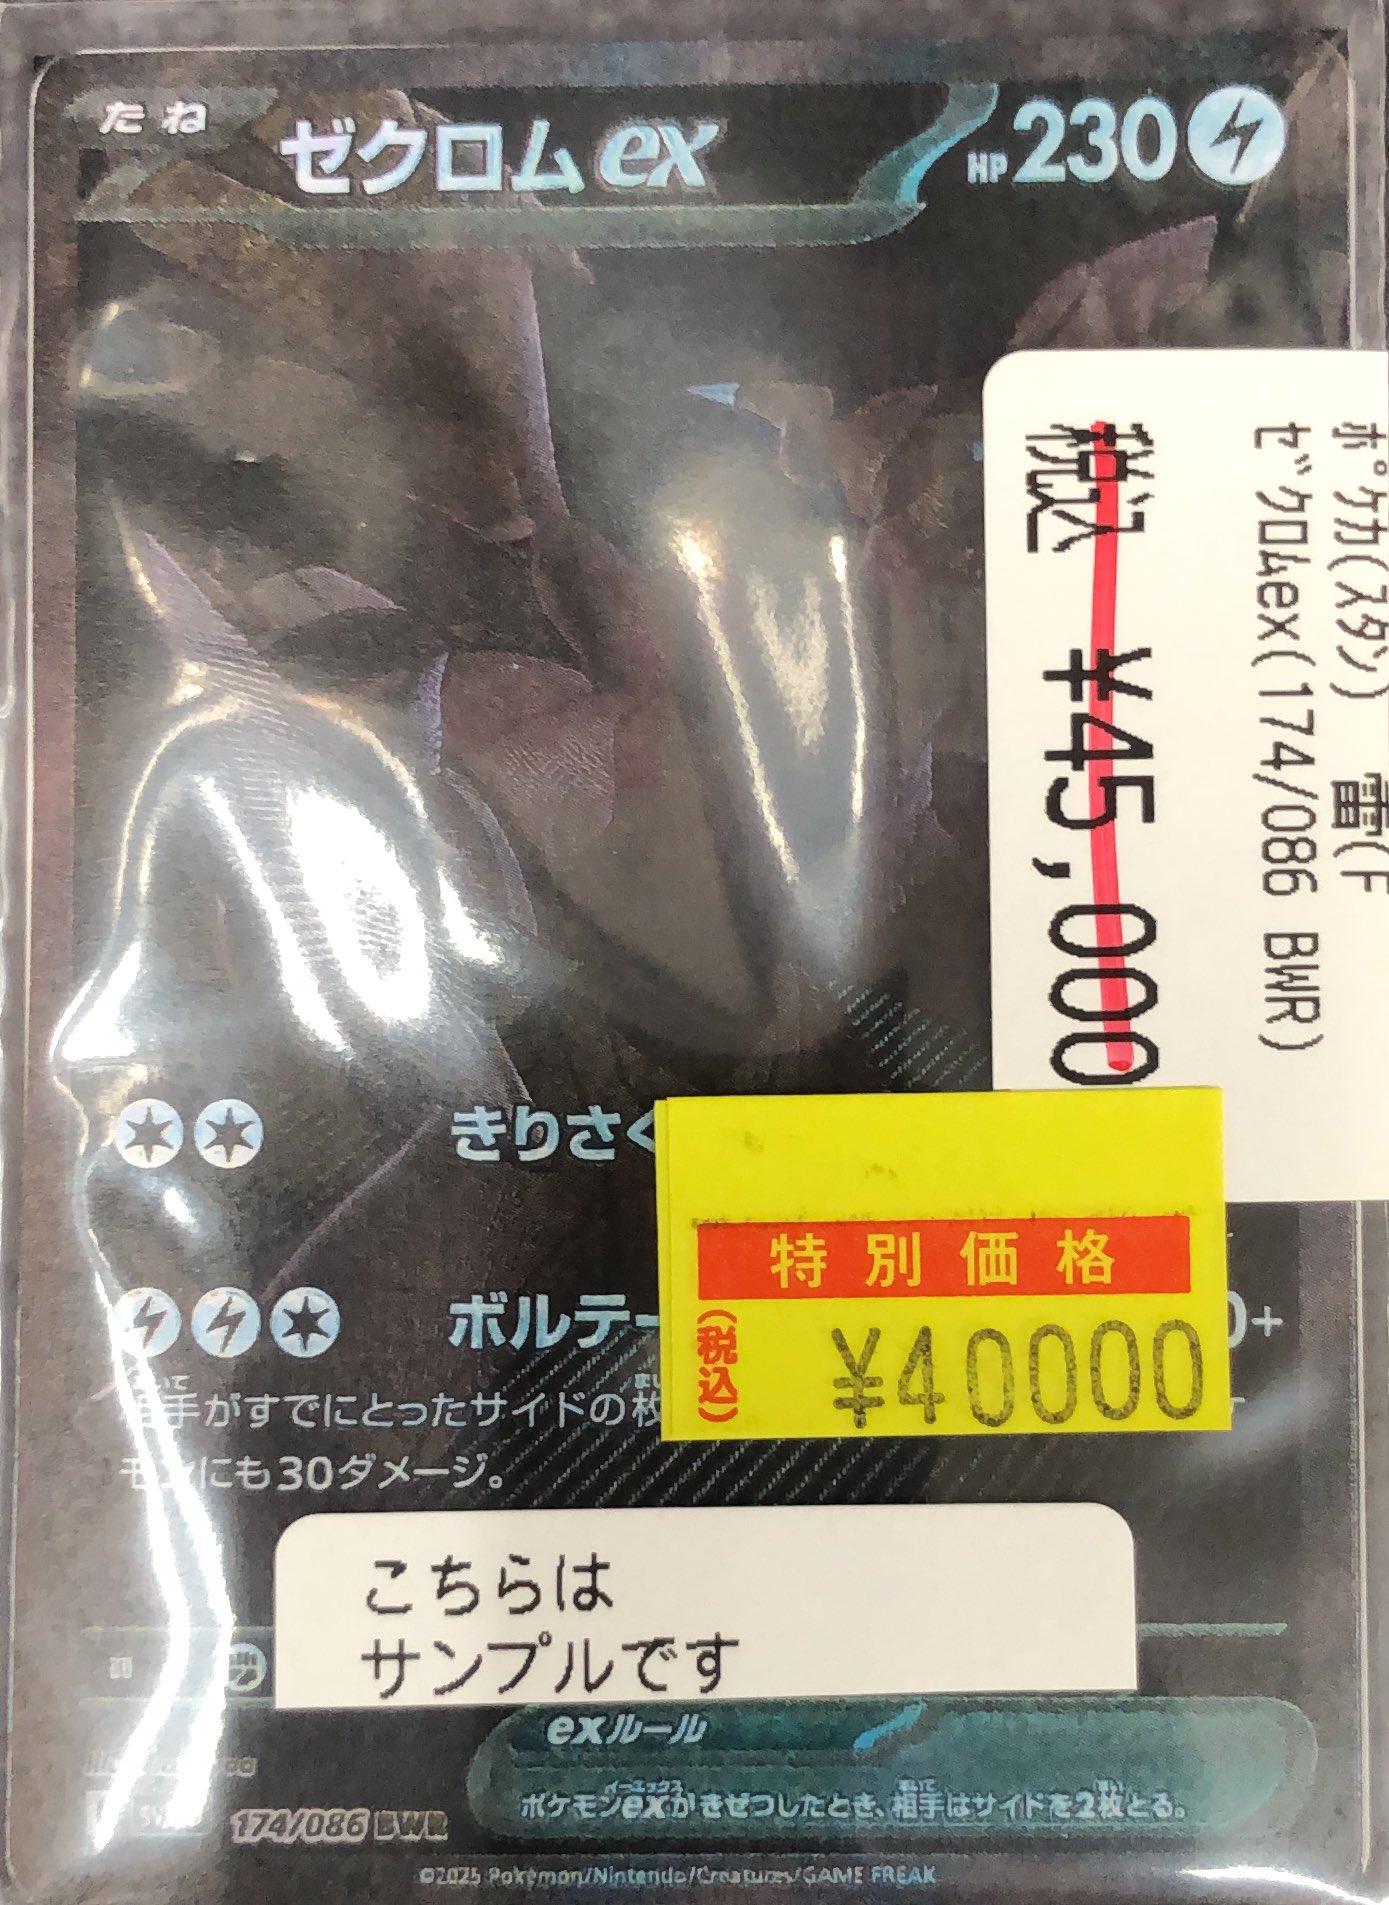 たね
ゼクロムex
HP230
ポケカ(スタン) 雷(F
ゼクロムex(174/086 BWR)
税込 ¥45,000
きりさく
特別価格
(税込)
¥40000
ボルテー
0+
相手がすでにとったサイドの枚
モンにも30ダメージ。
こちらは
サンプルです
exルール
ポケモンexがきぜつしたとき、相手はサイドを2枚とる。
174/086 BWR
©2025 Pokémon/Nintendo/Creatures/GAME FREAK